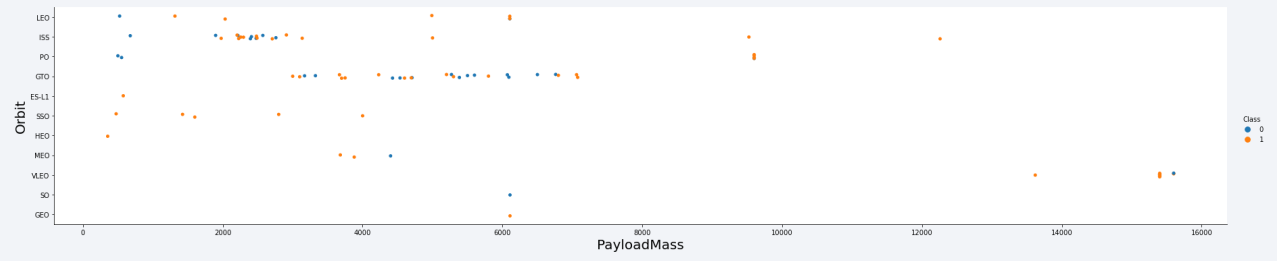 LEO
ISS
PO
GTO
ES-L1
SSO
HEO
MEO
VLEO
SO
GEO
Orbit
0
2000
4000
6000
8000
10000
12000
14000
16000
PayloadMass
Class
0
1